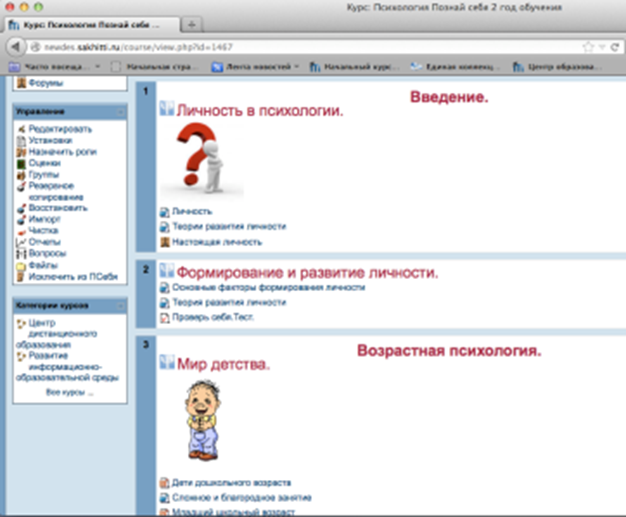 Курс: Психология Познай себя 2 год обучения
Курс: Психология Познай себя ...
newdes.sakhitti.ru/course/view.php?id=1467
Часто посеща...
Начальная стра...
Лента новостей
Начальный курс...
Единая коллекц...
Центр образова...
Форумы
Управление
Редактировать
Установки
Назначить роли
Оценки
Группы
Резервное
копирование
Восстановить
Импорт
Чистка
Отчеты
Вопросы
Файлы
Исключить из ПСебя
Категории курсов
Центр
дистанционного
образования
Развитие
информационно-
образовательной среды
Все курсы ...
1
Введение.
Личность в психологии.
Личность
Теории развития личности
Настоящая личность
2
Формирование и развитие личности.
Основные факторы формирования личности
Теория развития личности
Проверь себя.Тест.
3
Возрастная психология.
Мир детства.
Дети дошкольного возраста
Сложное и благородное занятие
Младший школьный возраст